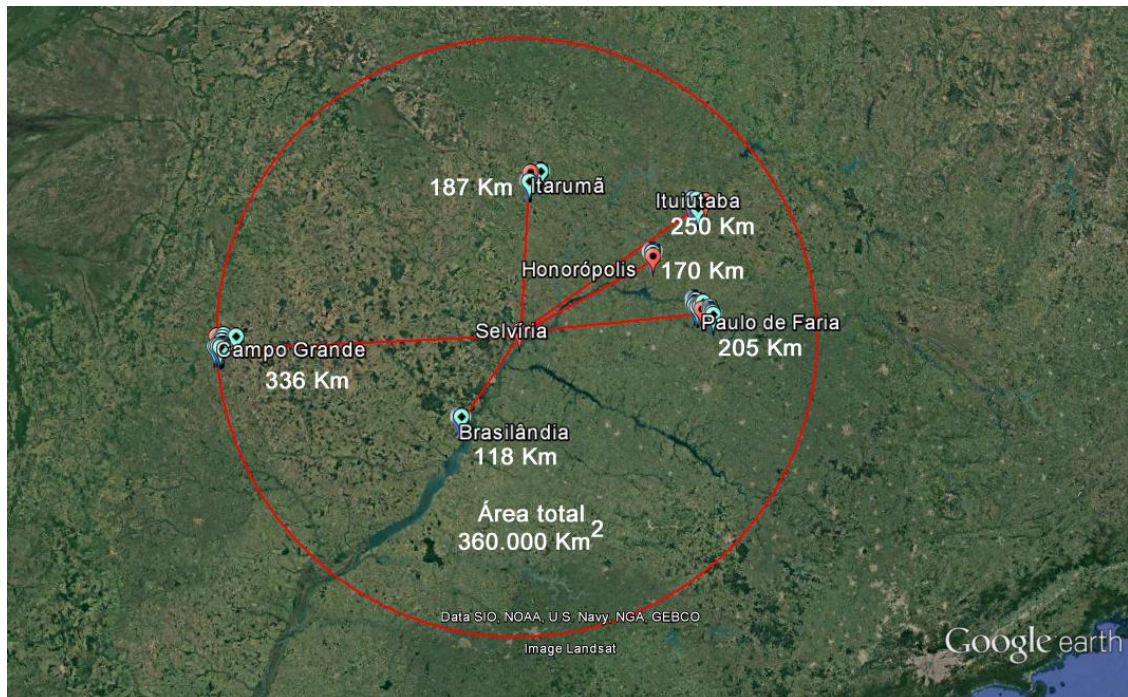 187 Km
Itarumã
Ituiutaba
250 Km
Honorópolis
170 Km
Selvíria
Paulo de Faria
205 Km
Campo Grande
336 Km
Brasilândia
118 Km
Área total
360.000 Km²
Data SIO, NOAA, U.S. Navy, NGA, GEBCO
Image Landsat
Google earth